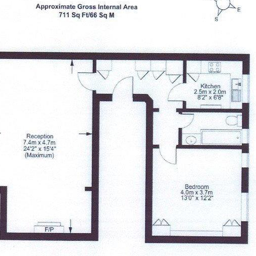 Approximate Gross Internal Area
711 Sq Ft/66 Sq M
E
S
Kitchen
2.5m x 2.0m
8'2" x 6'8"
Reception
7.4m x 4.7m
24'2" x 15'4"
(Maximum)
Bedroom
4.0m x 3.7m
13'0" x 12'2"
F/P